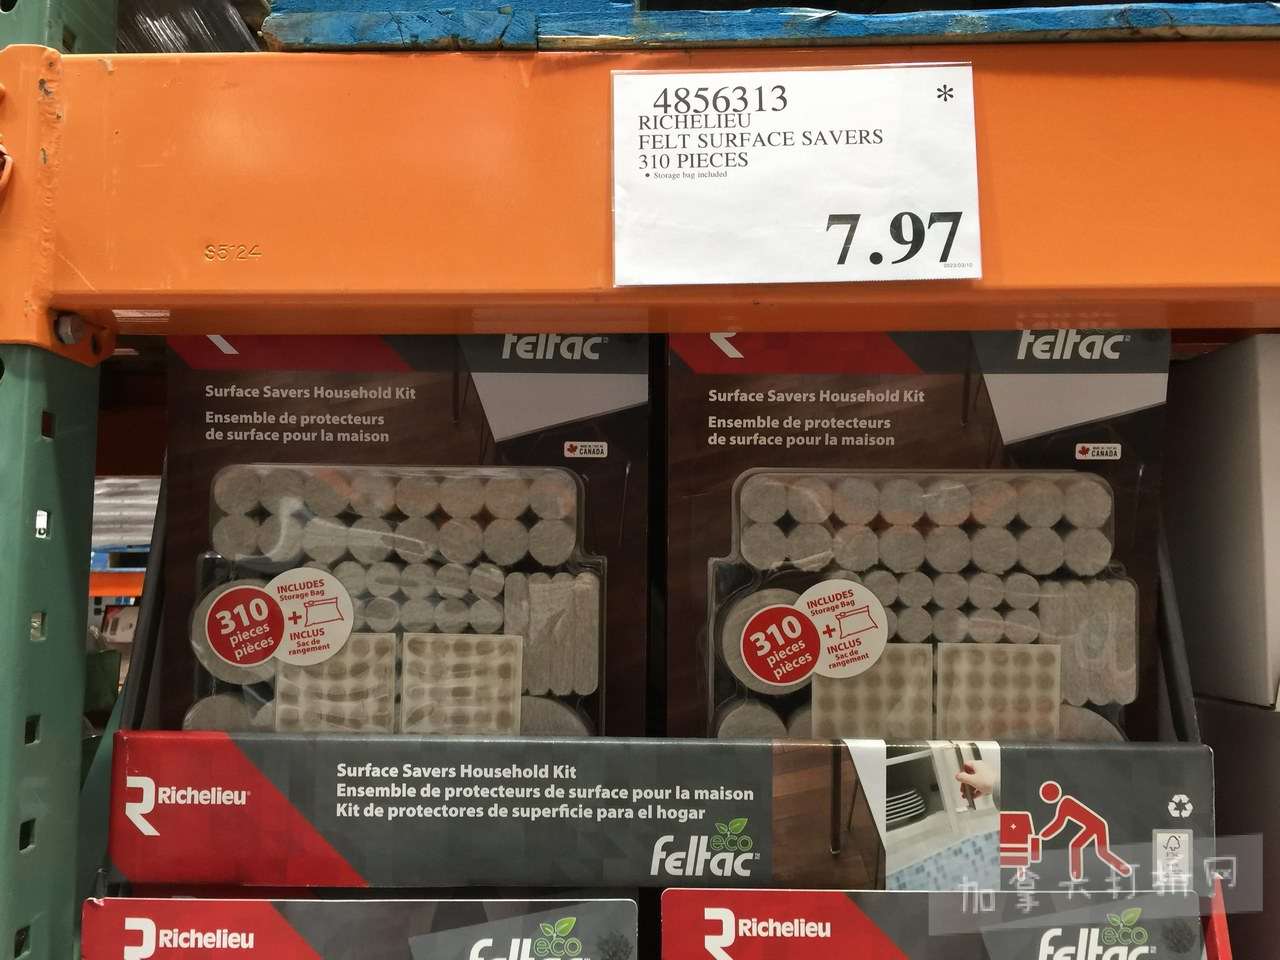 4856313 *
RICHELIEU
FELT SURFACE SAVERS
310 PIECES
• Storage bag included
7.97
2023/03/10
S5124
feltac
Surface Savers Household Kit
Ensemble de protecteurs
de surface pour la maison
CANADA
310
pieces
pièces
INCLUDES
Storage Bag
+
INCLUS
Sac de
rangement
eco
feltac
Surface Savers Household Kit
Ensemble de protecteurs
de surface pour la maison
CANADA
310
pieces
pièces
INCLUDES
Storage Bag
+
INCLUS
Sac de
rangement
Richelieu
Surface Savers Household Kit
Ensemble de protecteurs de surface pour la maison
Kit de protectores de superficie para el hogar
eco
feltac
FSC
加拿大打折网
Richelieu
eco
feltac
Richelieu
eco
feltac